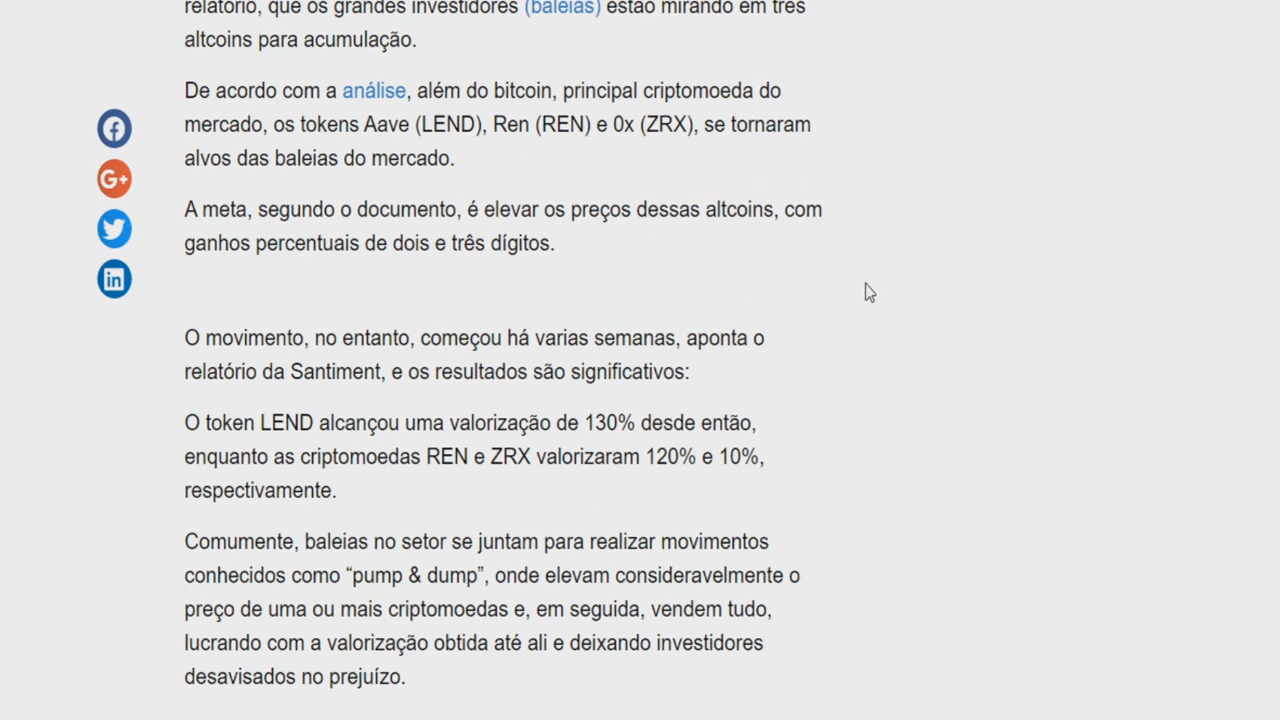 relatório, que os grandes investidores (baleias) estão mirando em três
altcoins para acumulação.
De acordo com a análise, além do bitcoin, principal criptomoeda do
mercado, os tokens Aave (LEND), Ren (REN) e 0x (ZRX), se tornaram
alvos das baleias do mercado.
A meta, segundo o documento, é elevar os preços dessas altcoins, com
ganhos percentuais de dois e três dígitos.
O movimento, no entanto, começou há varias semanas, aponta o
relatório da Santiment, e os resultados são significativos:
O token LEND alcançou uma valorização de 130% desde então,
enquanto as criptomoedas REN e ZRX valorizaram 120% e 10%,
respectivamente.
Comumente, baleias no setor se juntam para realizar movimentos
conhecidos como “pump & dump”, onde elevam consideravelmente o
preço de uma ou mais criptomoedas e, em seguida, vendem tudo,
lucrando com a valorização obtida até ali e deixando investidores
desavisados no prejuízo.
G+
in